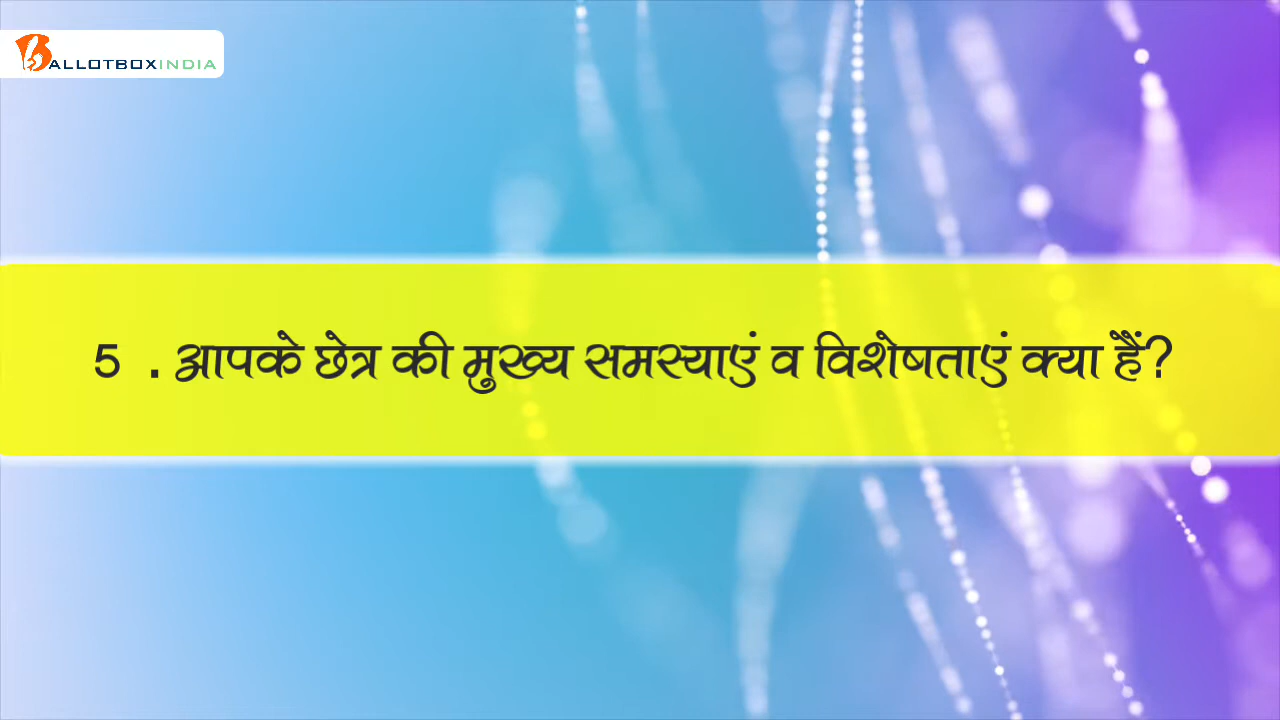 BALLOTBOXINDIA
5 . आपके छेत्र की मुख्य समस्याएं व विशेषताएं क्या हैं?